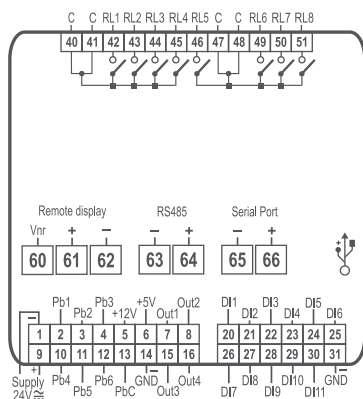 C C RL1 RL2 RL3 RL4 RL5 C C RL6 RL7 RL8
40 41 42 43 44 45 46 47 48 49 50 51
Remote display RS485 Serial Port
Vnr + − − + − +
60 61 62 63 64 65 66
Pb1 Pb3 +5V Out2 DI1 DI3 DI5
Pb2 +12V Out1 DI2 DI4 DI6
− 1 2 3 4 5 6 7 8 20 21 22 23 24 25
+ 9 10 11 12 13 14 15 16 26 27 28 29 30 31
Supply Pb4 Pb6 GND − Out4 DI8 DI10 GND −
24V ≂ Pb5 PbC Out3 DI7 DI9 DI11